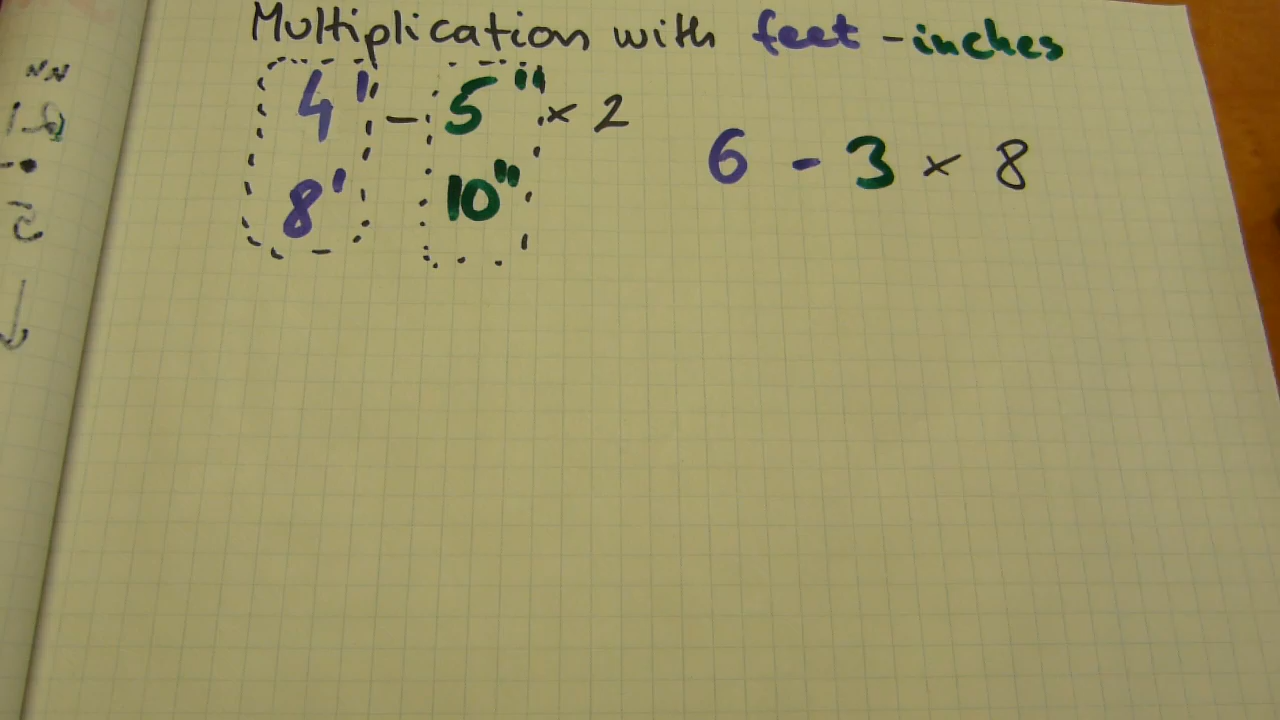 Multiplication with feet - inches
4' - 5" × 2
8' 10"
6 - 3 × 8